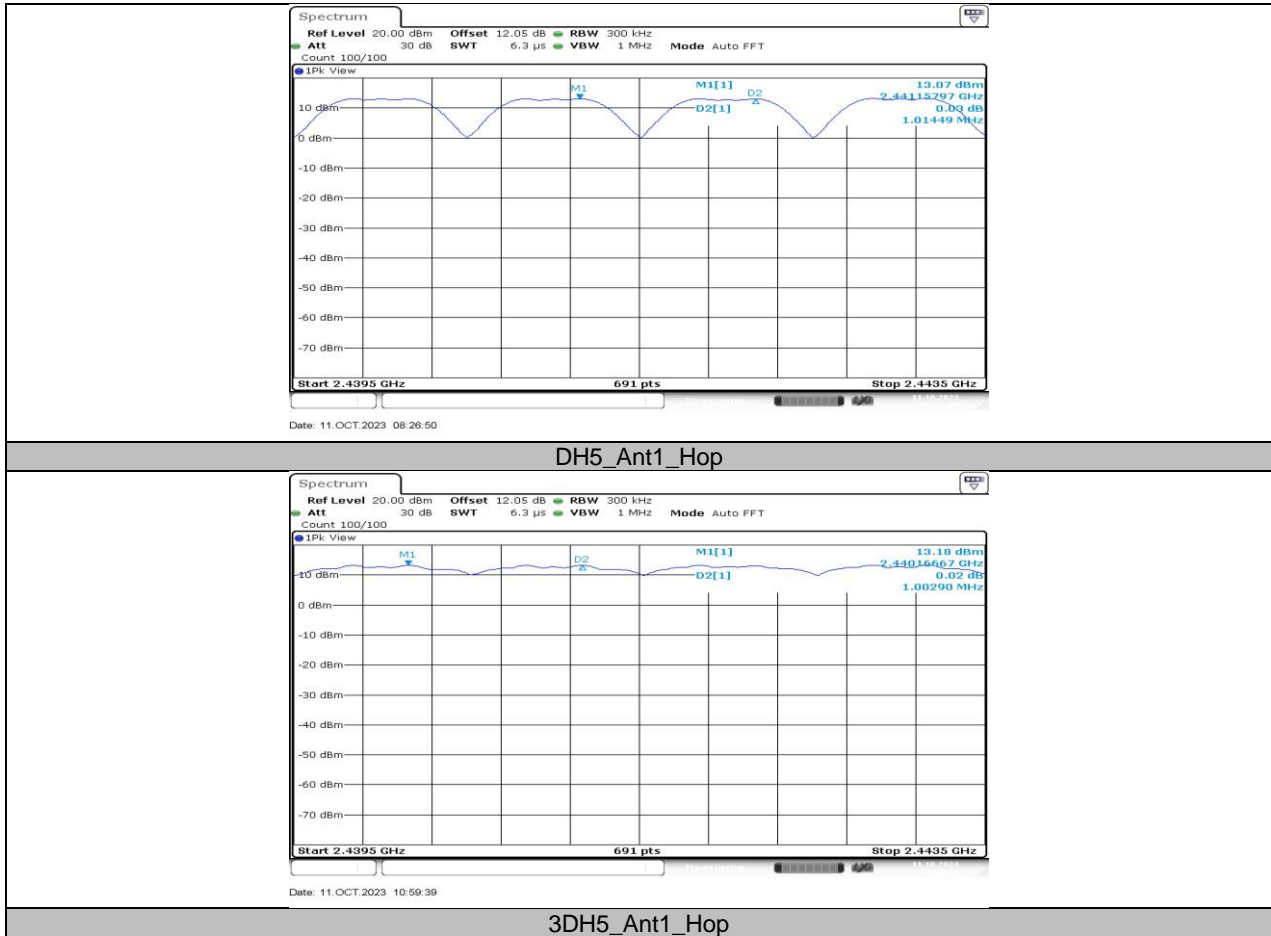 Spectrum
Ref Level 20.00 dBm Offset 12.05 dB RBW 300 kHz
Att 30 dB SWT 6.3 µs VBW 1 MHz Mode Auto FFT
Count 100/100
1Pk View
M1[1] 13.07 dBm
2.44115797 GHz
D2[1] 0.03 dB
1.01449 MHz
M1
D2
10 dBm
0 dBm
-10 dBm
-20 dBm
-30 dBm
-40 dBm
-50 dBm
-60 dBm
-70 dBm
Start 2.4395 GHz 691 pts Stop 2.4435 GHz
Date: 11.OCT.2023 08:26:50
DH5_Ant1_Hop
Spectrum
Ref Level 20.00 dBm Offset 12.05 dB RBW 300 kHz
Att 30 dB SWT 6.3 µs VBW 1 MHz Mode Auto FFT
Count 100/100
1Pk View
M1[1] 13.18 dBm
2.44016667 GHz
D2[1] 0.02 dB
1.00290 MHz
M1
D2
10 dBm
0 dBm
-10 dBm
-20 dBm
-30 dBm
-40 dBm
-50 dBm
-60 dBm
-70 dBm
Start 2.4395 GHz 691 pts Stop 2.4435 GHz
Date: 11.OCT.2023 10:59:39
3DH5_Ant1_Hop